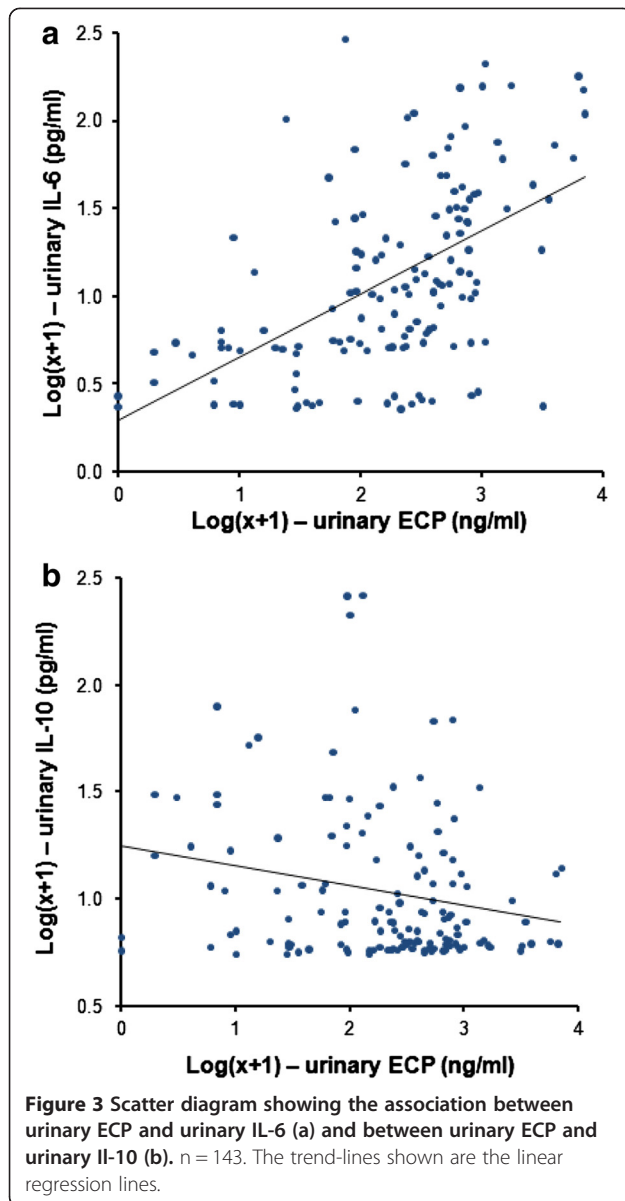 a
2.5
2.0
1.5
1.0
0.5
0.0
Log(x+1) – urinary IL-6 (pg/ml)
0 1 2 3 4
Log(x+1) – urinary ECP (ng/ml)
b
2.5
2.0
1.5
1.0
0.5
Log(x+1) – urinary IL-10 (pg/ml)
0 1 2 3 4
Log(x+1) – urinary ECP (ng/ml)
Figure 3 Scatter diagram showing the association between
urinary ECP and urinary IL-6 (a) and between urinary ECP and
urinary Il-10 (b). n = 143. The trend-lines shown are the linear
regression lines.